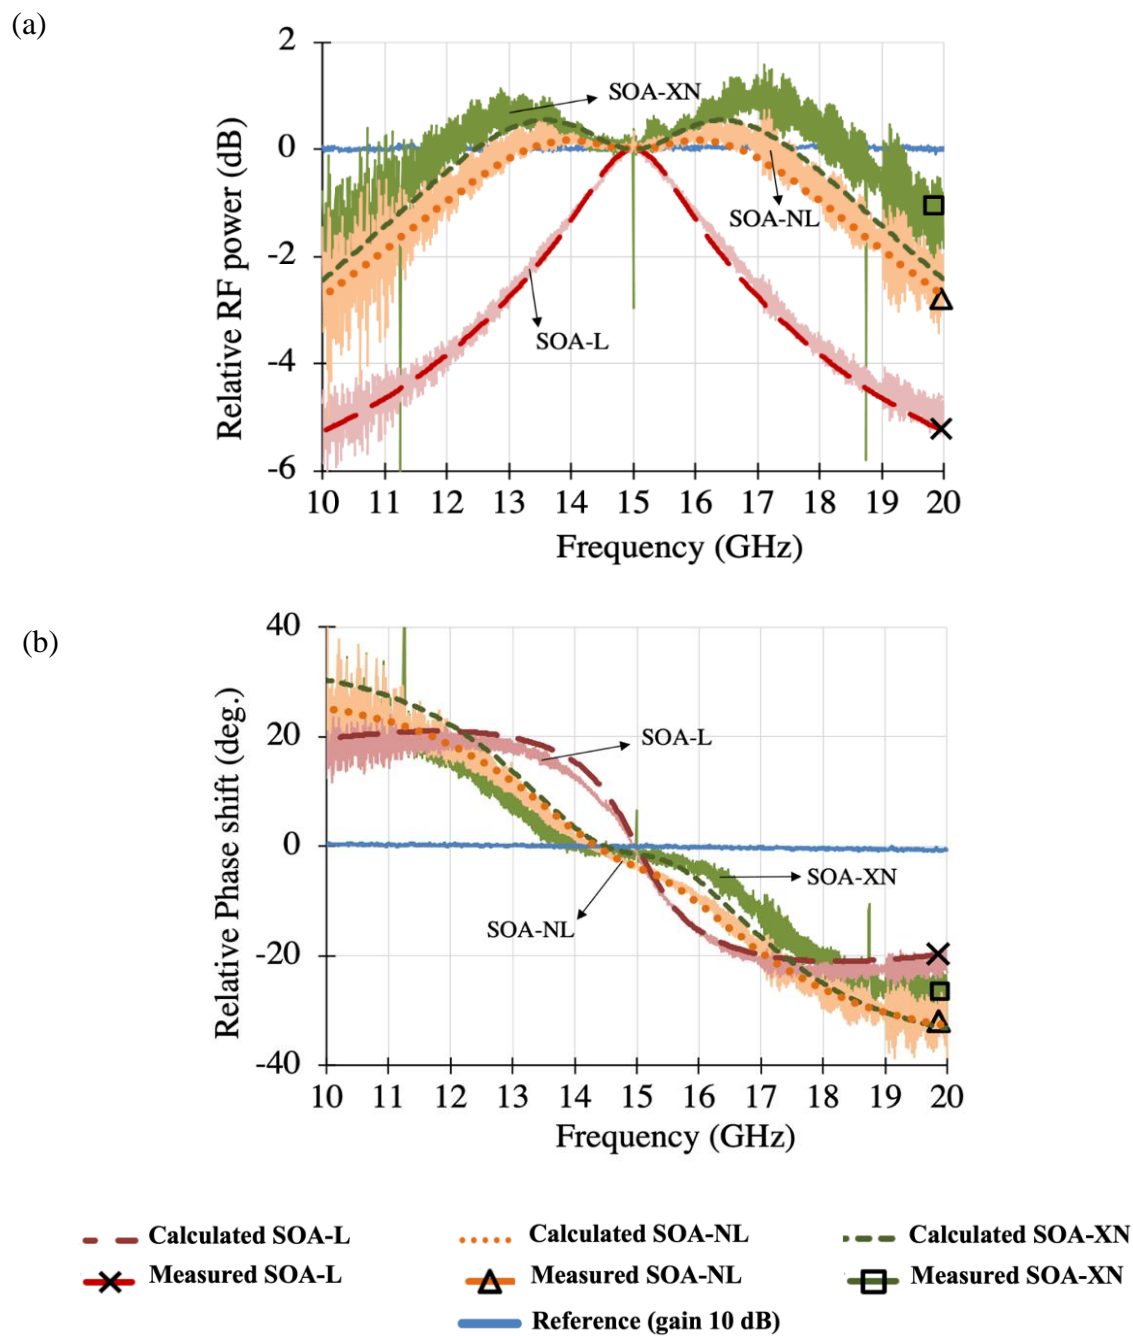 (a)
2
0
-2
-4
-6
Relative RF power (dB)
SOA-XN
SOA-NL
SOA-L
10 11 12 13 14 15 16 17 18 19 20
Frequency (GHz)
(b)
40
20
0
-20
-40
Relative Phase shift (deg.)
SOA-L
SOA-XN
SOA-NL
10 11 12 13 14 15 16 17 18 19 20
Frequency (GHz)
Calculated SOA-L Calculated SOA-NL Calculated SOA-XN
Measured SOA-L Measured SOA-NL Measured SOA-XN
Reference (gain 10 dB)